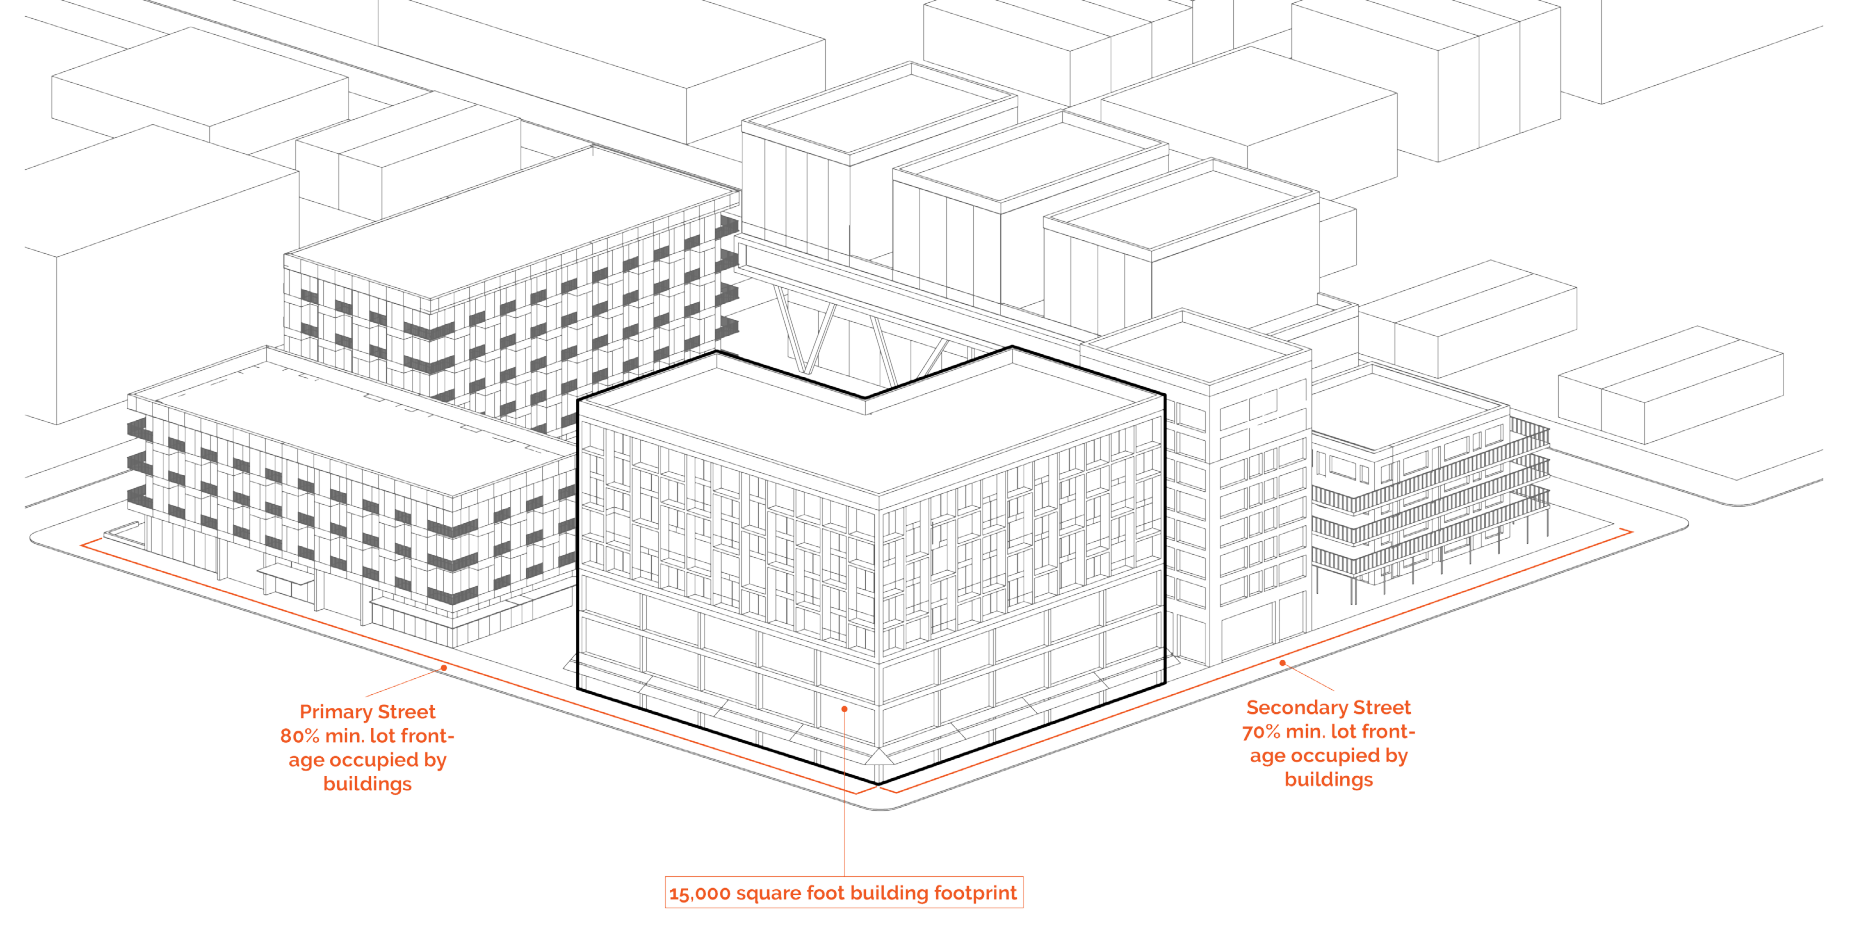 Primary Street
80% min. lot front-
age occupied by
buildings
Secondary Street
70% min. lot front-
age occupied by
buildings
15,000 square foot building footprint